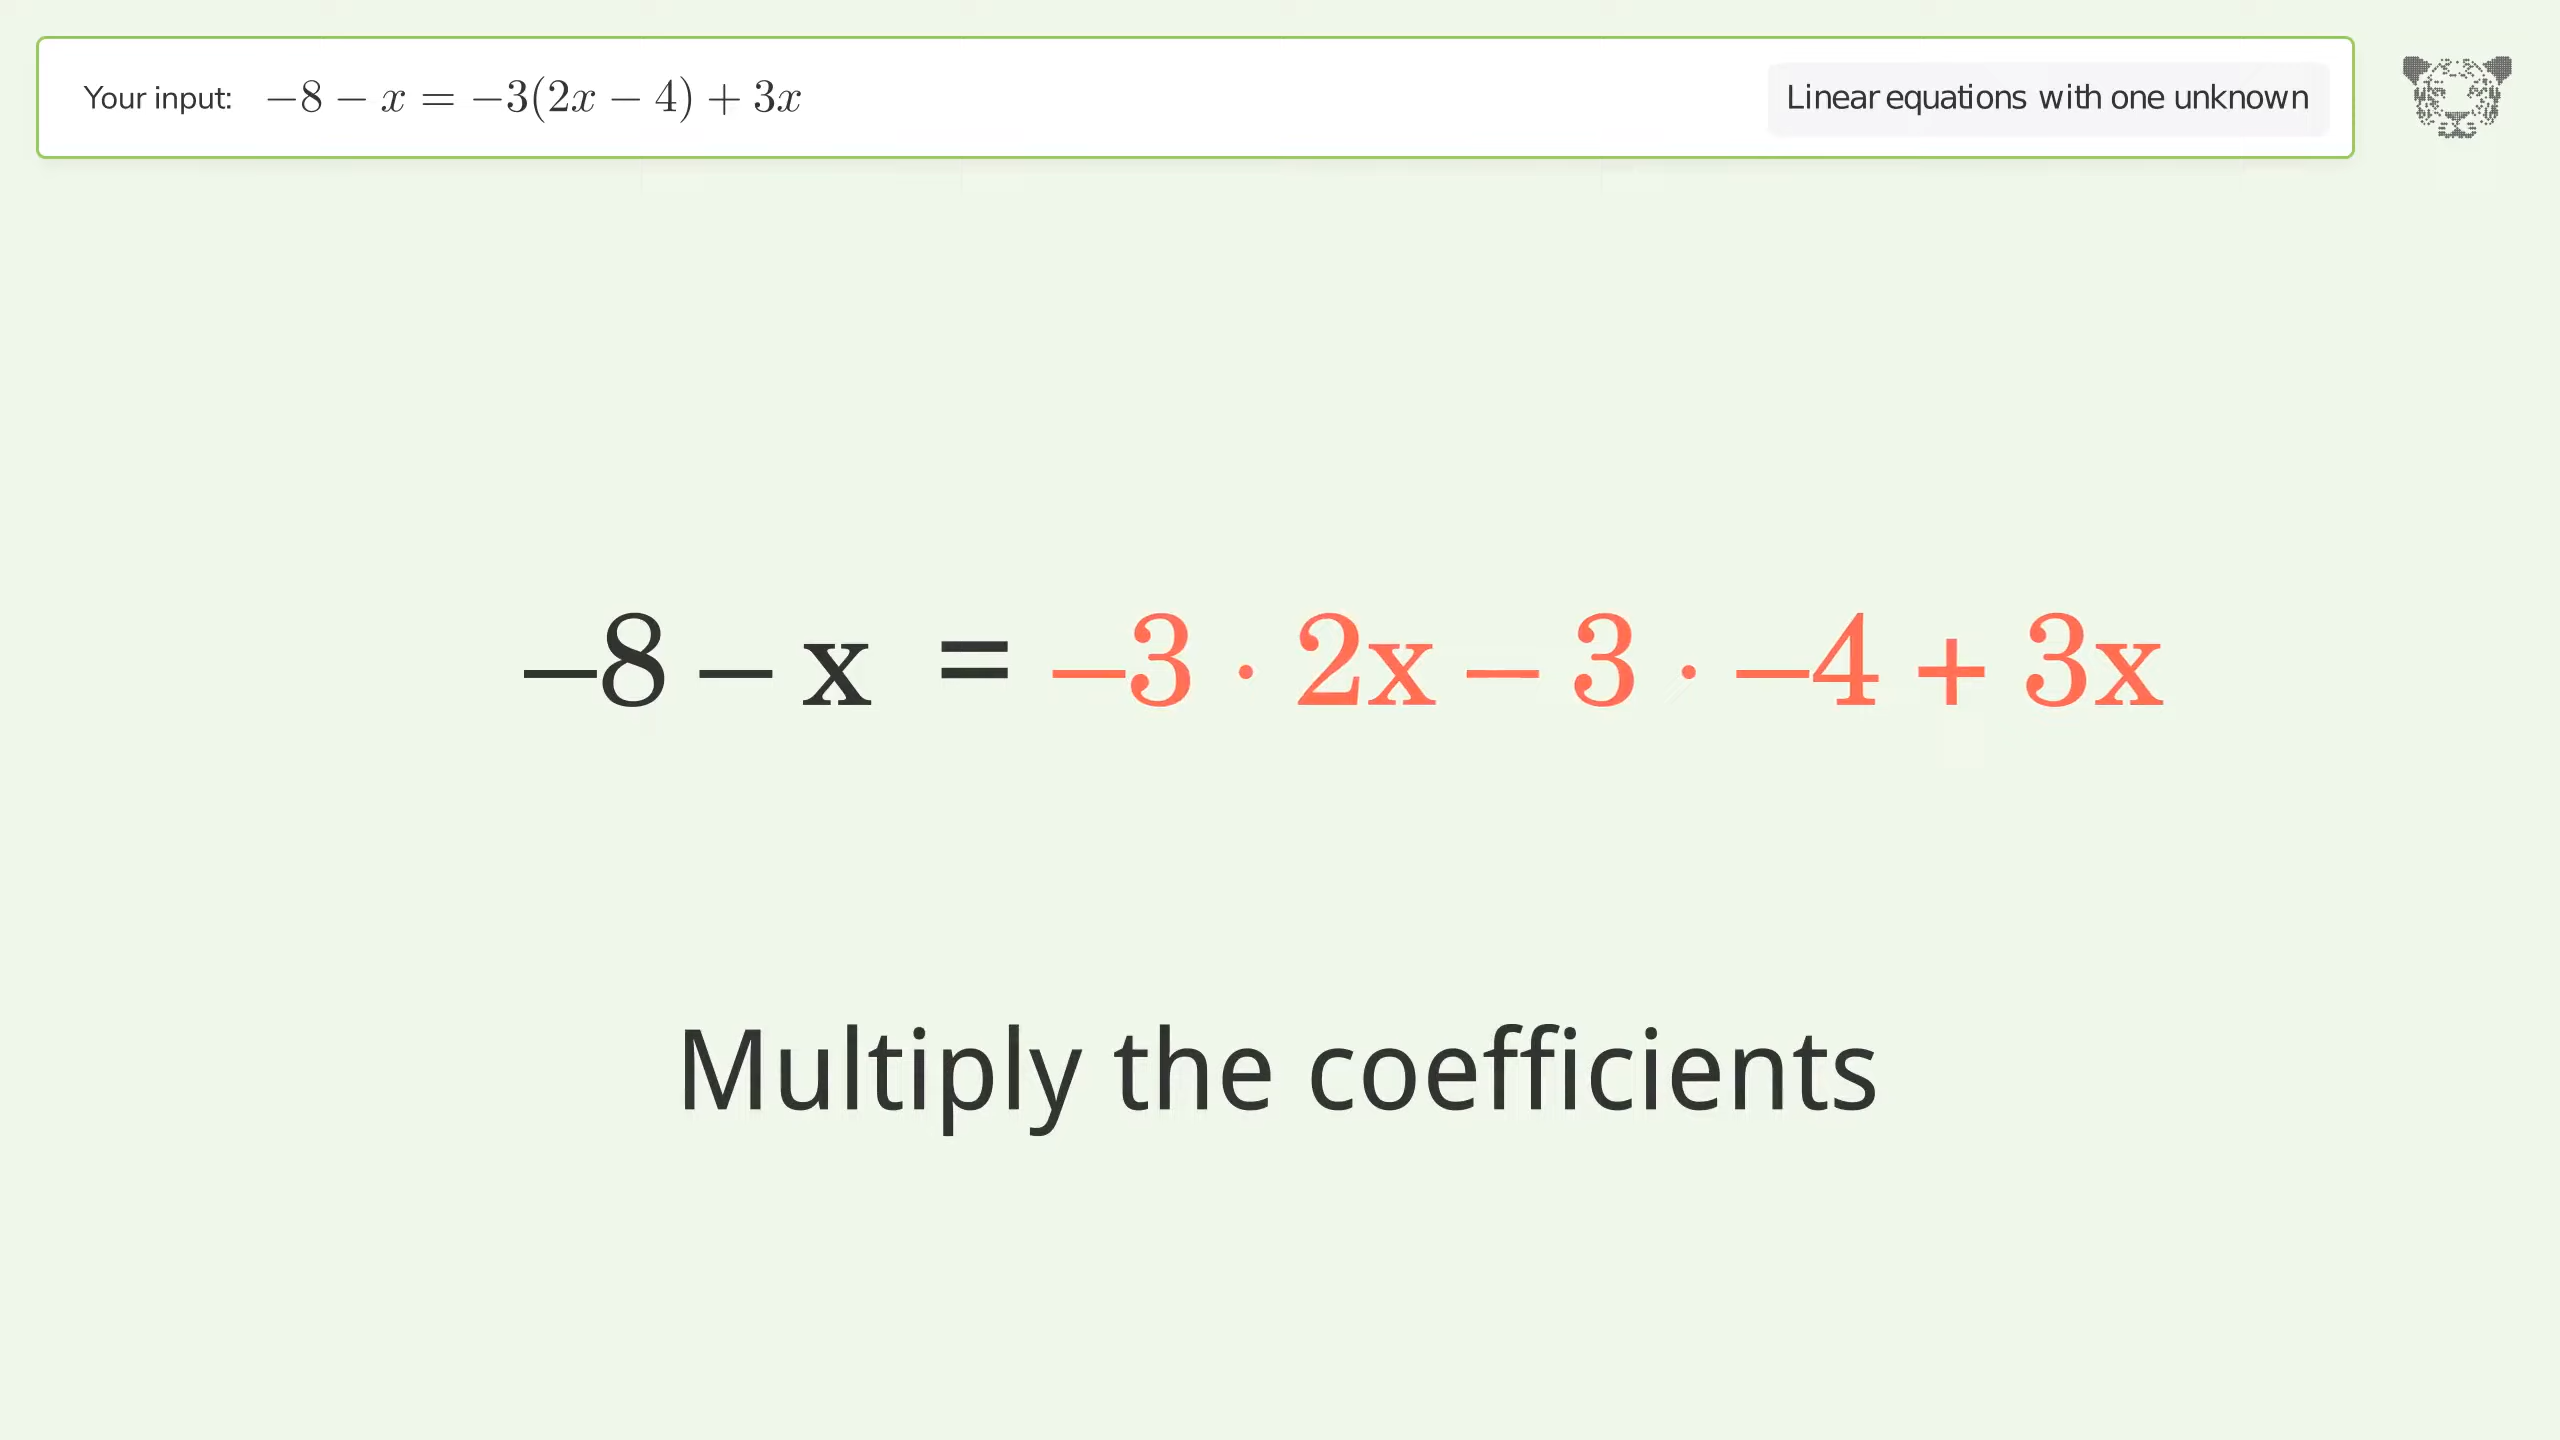 Your input: −8 − x = −3(2x − 4) + 3x
Linear equations with one unknown
−8 − x = −3 · 2x − 3 · −4 + 3x
Multiply the coefficients